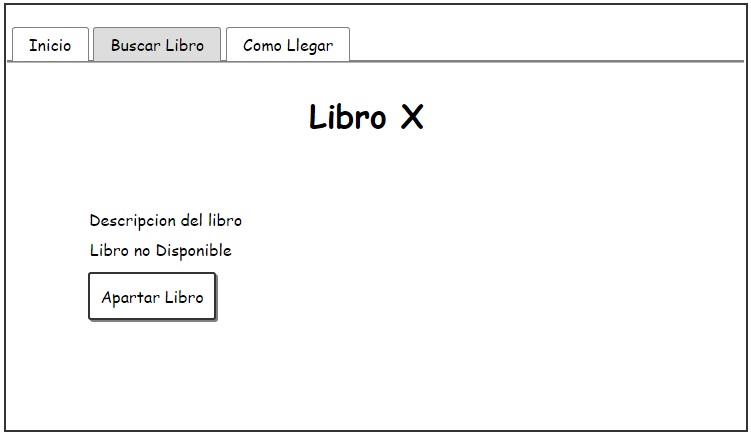 Inicio Buscar Libro Como Llegar
Libro X
Descripcion del libro
Libro no Disponible
Apartar Libro